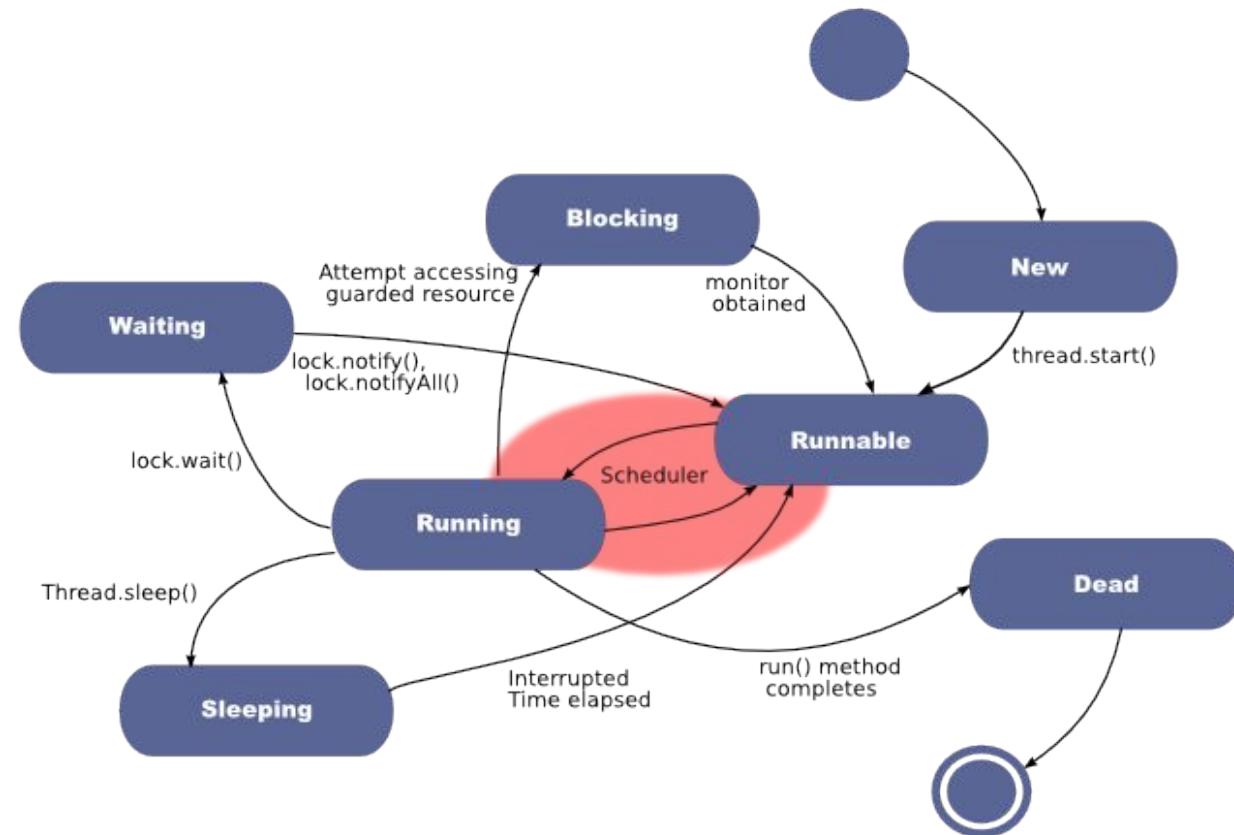 Blocking
New
Attempt accessing
guarded resource
monitor
obtained
Waiting
thread.start()
lock.notify(),
lock.notifyAll()
Runnable
lock.wait()
Scheduler
Running
Dead
Thread.sleep()
run() method
completes
Interrupted
Time elapsed
Sleeping